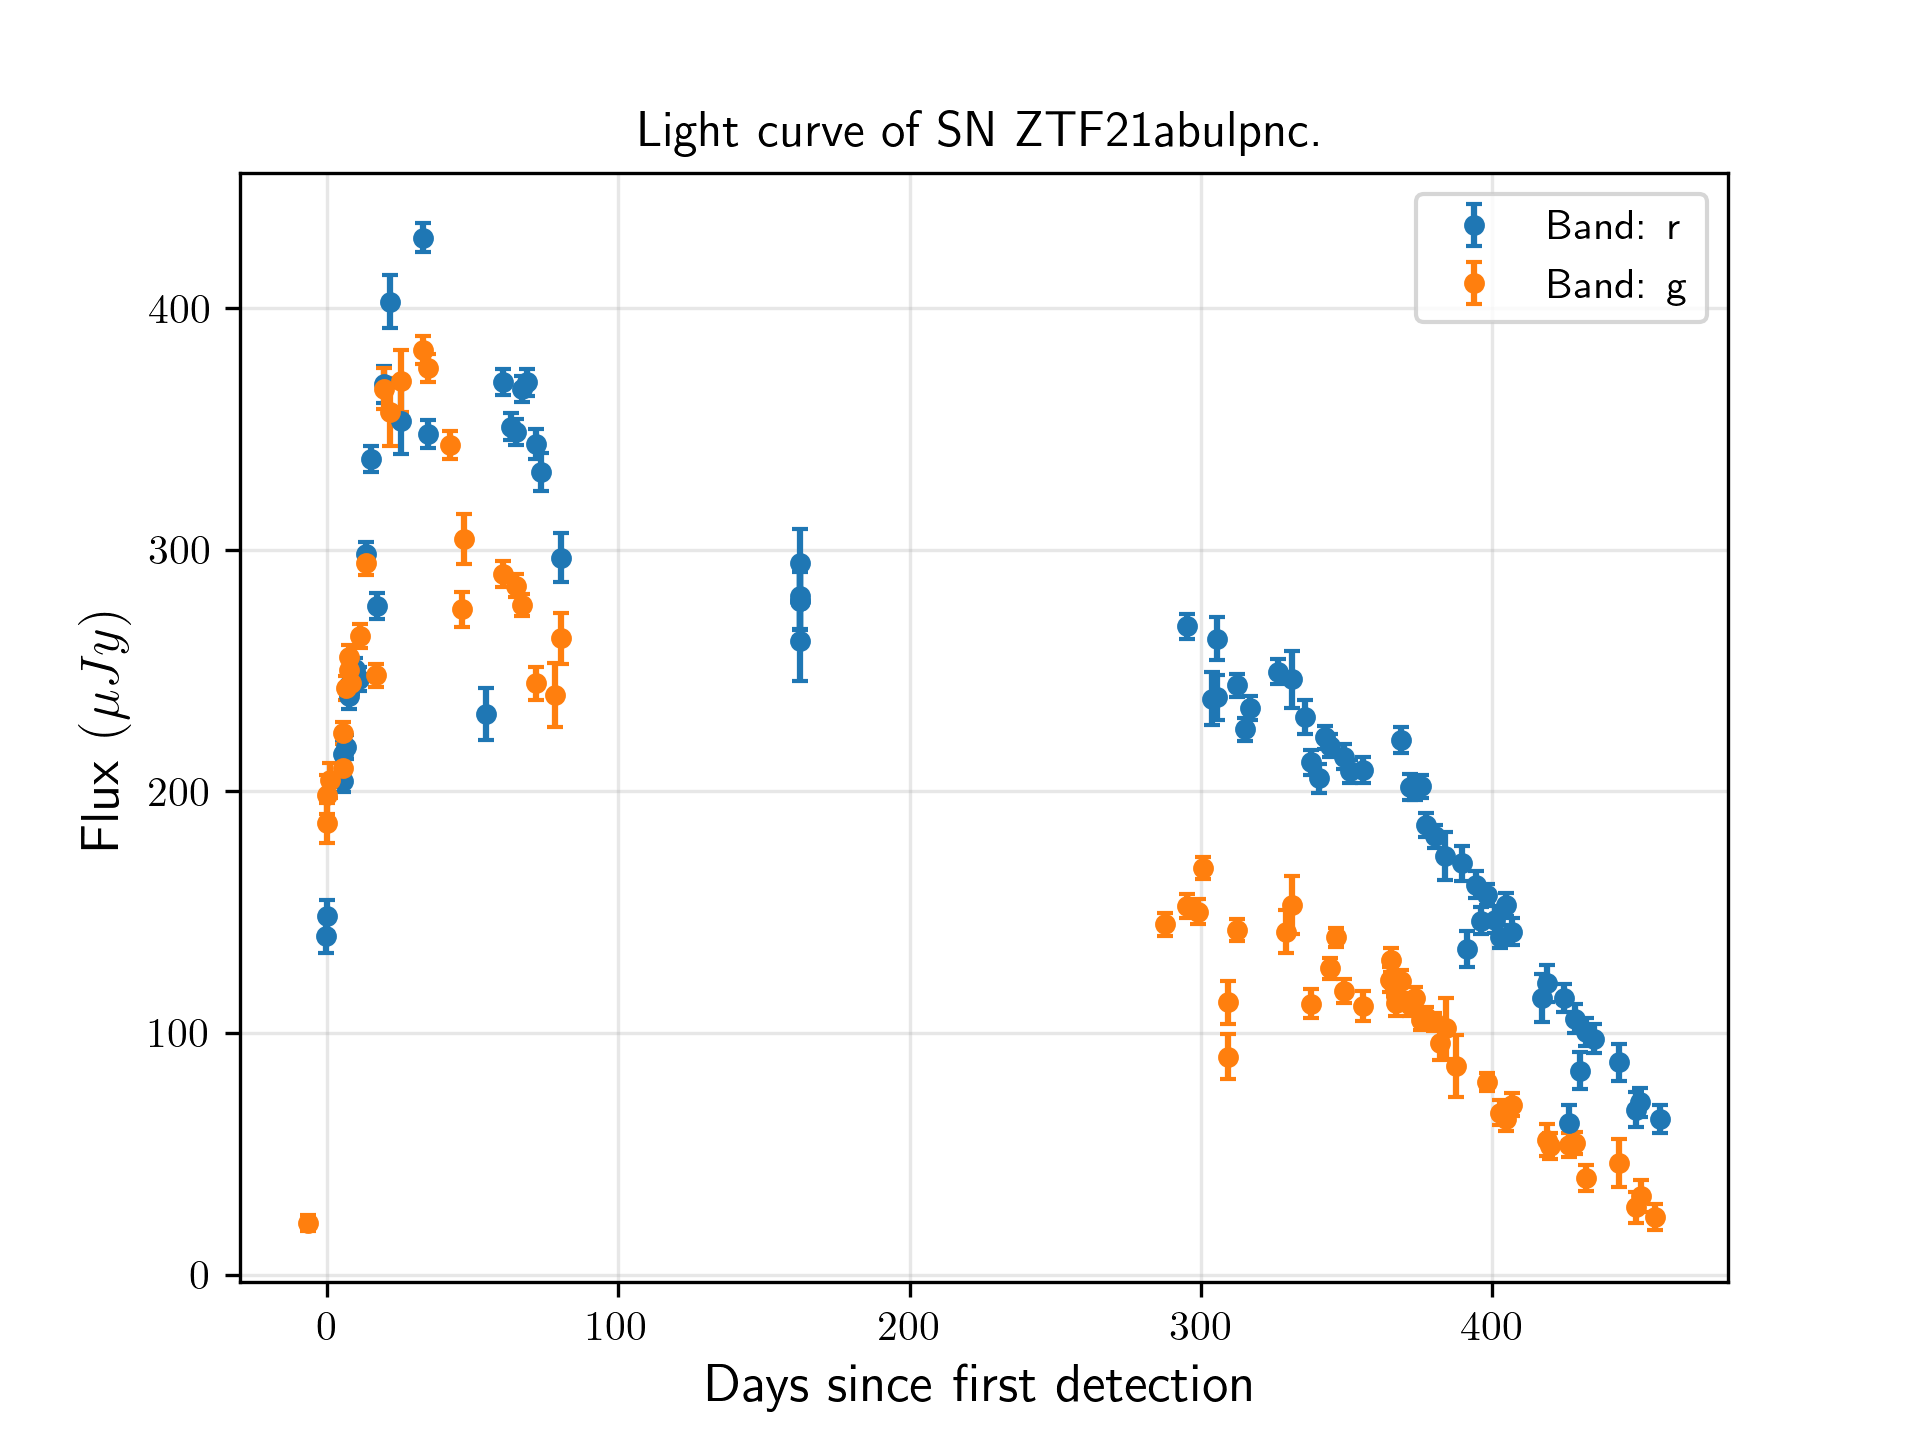 Light curve of SN ZTF21abulpnc.
Band: r
Band: g
Flux (μJy)
400
300
200
100
0
0 100 200 300 400
Days since first detection